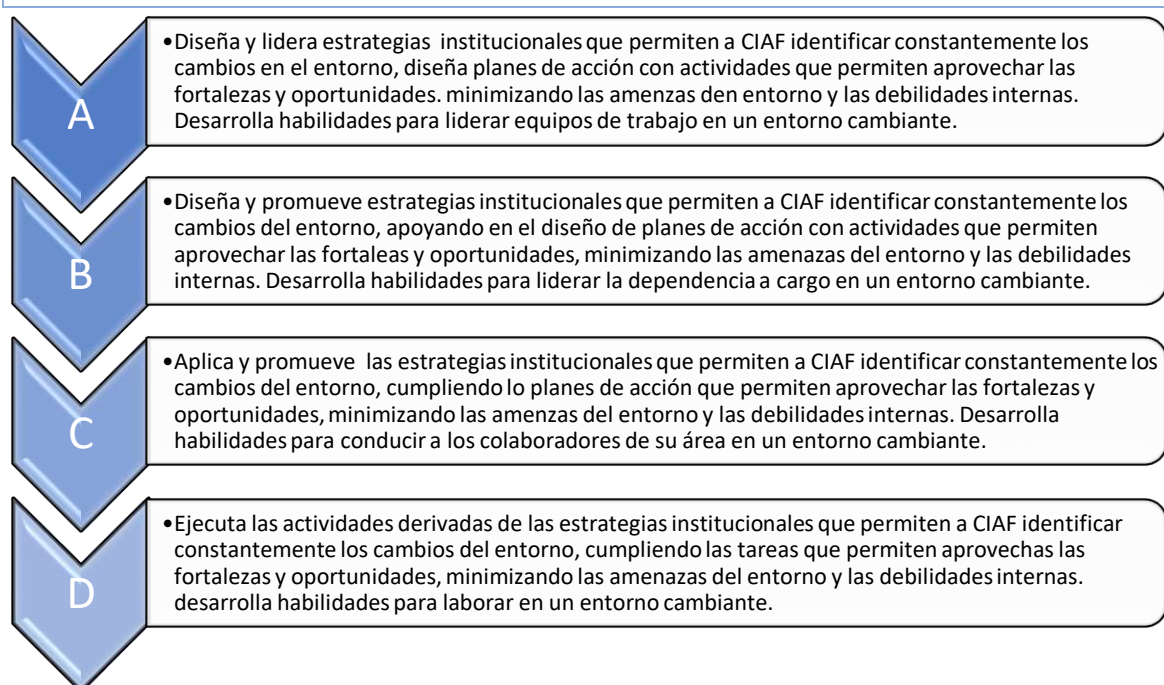 A
•Diseña y lidera estrategias institucionales que permiten a CIAF identificar constantemente los
cambios en el entorno, diseña planes de acción con actividades que permiten aprovechar las
fortalezas y oportunidades. minimizando las amenzas den entorno y las debilidades internas.
Desarrolla habilidades para liderar equipos de trabajo en un entorno cambiante.
B
•Diseña y promueve estrategias institucionales que permiten a CIAF identificar constantemente los
cambios del entorno, apoyando en el diseño de planes de acción con actividades que permiten
aprovechar las fortaleas y oportunidades, minimizando las amenazas del entorno y las debilidades
internas. Desarrolla habilidades para liderar la dependencia a cargo en un entorno cambiante.
C
•Aplica y promueve las estrategias institucionales que permiten a CIAF identificar constantemente los
cambios del entorno, cumpliendo lo planes de acción que permiten aprovechar las fortalezas y
oportunidades, minimizando las amenzas del entorno y las debilidades internas. Desarrolla
habilidades para conducir a los colaboradores de su área en un entorno cambiante.
D
•Ejecuta las actividades derivadas de las estrategias institucionales que permiten a CIAF identificar
constantemente los cambios del entorno, cumpliendo las tareas que permiten aprovechas las
fortalezas y oportunidades, minimizando las amenazas del entorno y las debilidades internas.
desarrolla habilidades para laborar en un entorno cambiante.